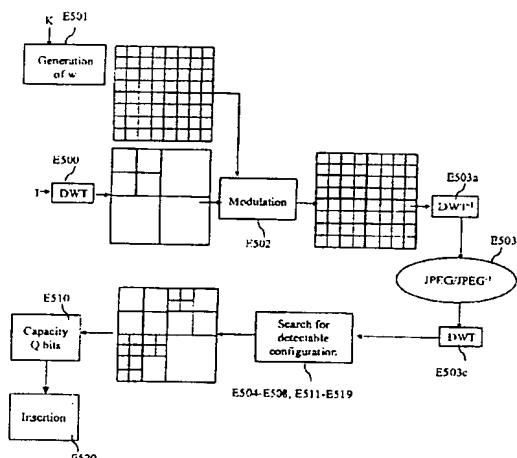 K
E501
Generation
of w
E500
I
DWT
Modulation
E502
E503a
DWT⁻¹
E503
JPEG/JPEG⁻¹
DWT
E503c
Search for
detectable
configuration
E504-E508, E511-E519
E510
Capacity
Q bits
Insertion
E520